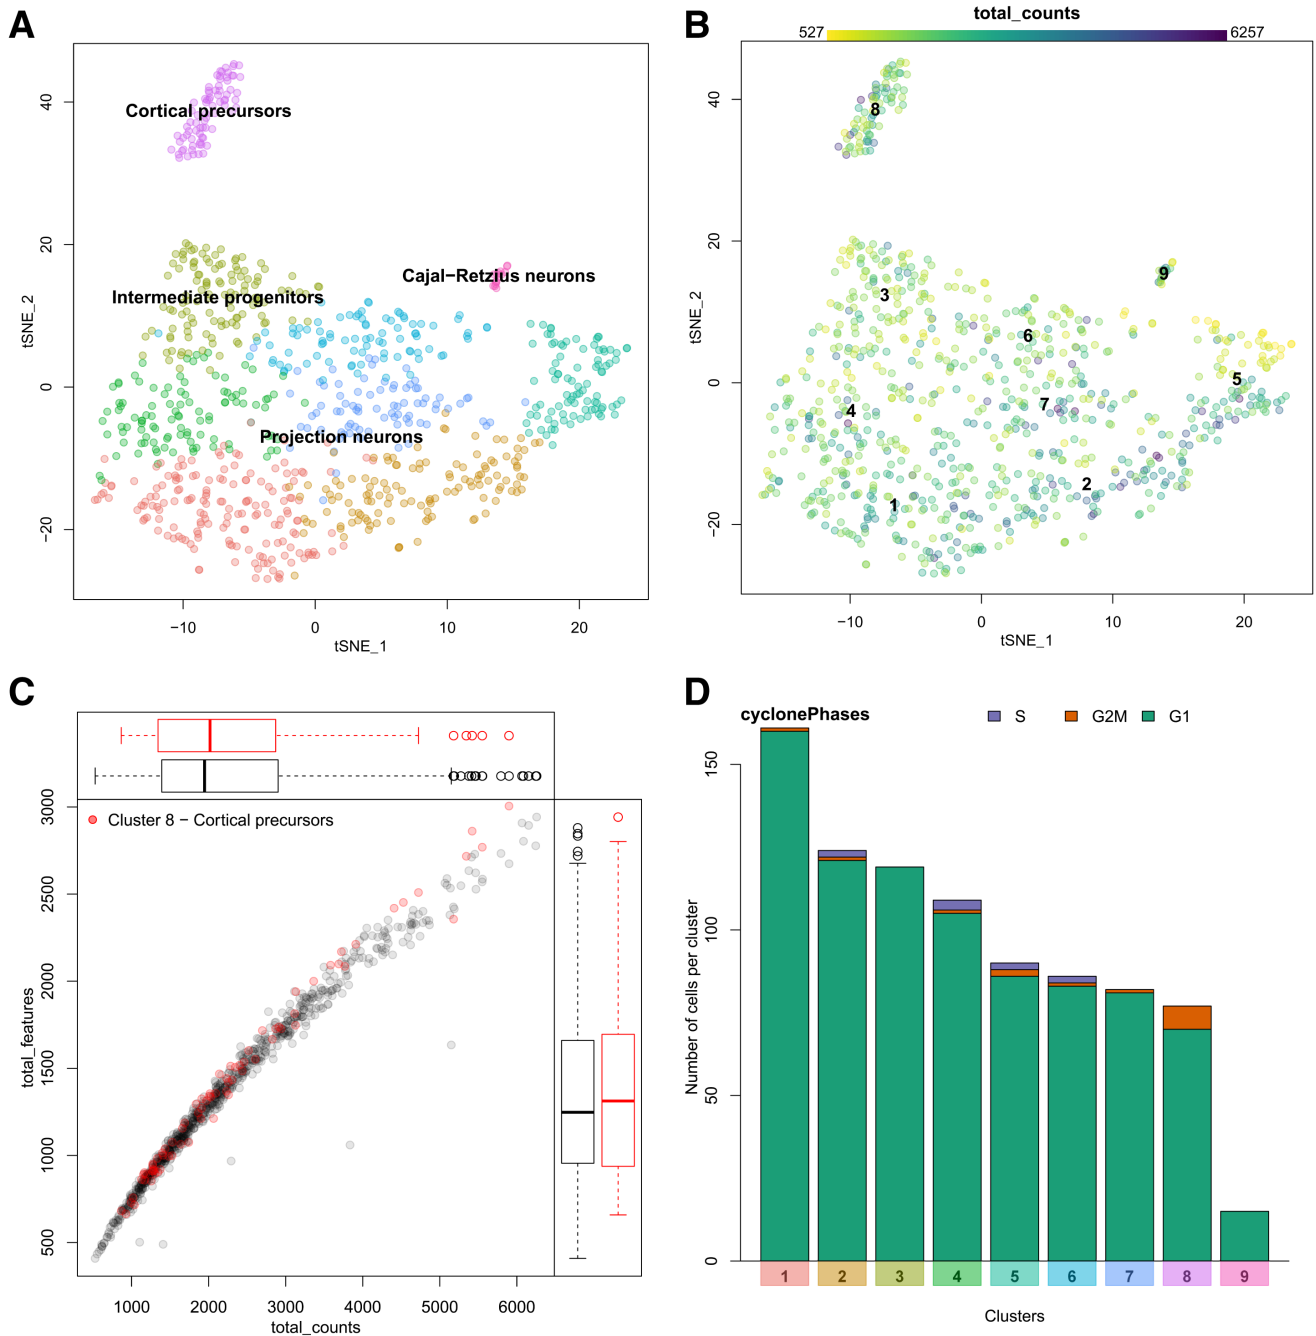 A
Cortical precursors
Cajal−Retzius neurons
Intermediate progenitors
Projection neurons
40
20
0
−20
tSNE_2
−10
0
10
20
tSNE_1
B
total_counts
527
6257
8
9
3
6
5
4
7
2
1
40
20
0
−20
tSNE_2
−10
0
10
20
tSNE_1
C
Cluster 8 − Cortical precursors
3000
2500
2000
1500
1000
500
total_features
1000
2000
3000
4000
5000
6000
total_counts
D
cyclonePhases
S
G2M
G1
150
100
50
0
Number of cells per cluster
1
2
3
4
5
6
7
8
9
Clusters